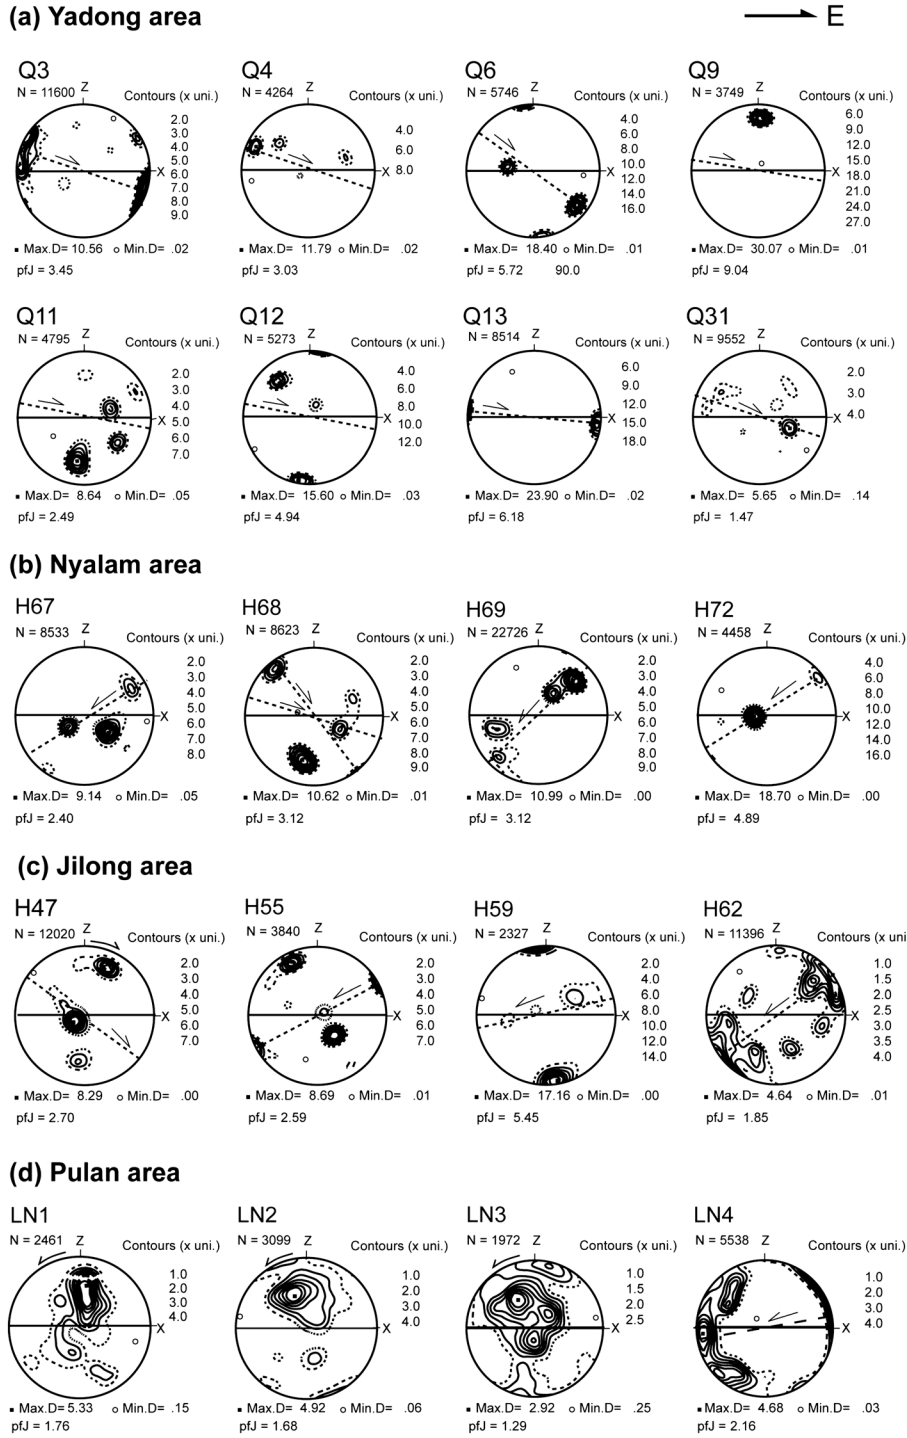 (a) Yadong area
E
Q3
N = 11600
Z
Contours (x uni.)
2.0
3.0
4.0
5.0
6.0
7.0
8.0
9.0
X
Max.D= 10.56 Min.D= .02
pfJ = 3.45
Q4
N = 4264
Z
Contours (x uni.)
4.0
6.0
8.0
X
Max.D= 11.79 Min.D= .02
pfJ = 3.03
Q6
N = 5746
Z
Contours (x uni.)
4.0
6.0
8.0
10.0
12.0
14.0
16.0
X
Max.D= 18.40 Min.D= .01
pfJ = 5.72 90.0
Q9
N = 3749
Z
Contours (x uni.)
6.0
9.0
12.0
15.0
18.0
21.0
24.0
27.0
X
Max.D= 30.07 Min.D= .01
pfJ = 9.04
Q11
N = 4795
Z
Contours (x uni.)
2.0
3.0
4.0
5.0
6.0
7.0
X
Max.D= 8.64 Min.D= .05
pfJ = 2.49
Q12
N = 5273
Z
Contours (x uni.)
4.0
6.0
8.0
10.0
12.0
X
Max.D= 15.60 Min.D= .03
pfJ = 4.94
Q13
N = 8514
Z
Contours (x uni.)
6.0
9.0
12.0
15.0
18.0
X
Max.D= 23.90 Min.D= .02
pfJ = 6.18
Q31
N = 9552
Z
Contours (x uni.)
2.0
3.0
4.0
X
Max.D= 5.65 Min.D= .14
pfJ = 1.47
(b) Nyalam area
H67
N = 8533
Z
Contours (x uni.)
2.0
3.0
4.0
5.0
6.0
7.0
8.0
X
Max.D= 9.14 Min.D= .05
pfJ = 2.40
H68
N = 8623
Z
Contours (x uni.)
2.0
3.0
4.0
5.0
6.0
7.0
8.0
9.0
X
Max.D= 10.62 Min.D= .01
pfJ = 3.12
H69
N = 22726
Z
Contours (x uni.)
2.0
3.0
4.0
5.0
6.0
7.0
8.0
9.0
X
Max.D= 10.99 Min.D= .00
pfJ = 3.12
H72
N = 4458
Z
Contours (x uni.)
4.0
6.0
8.0
10.0
12.0
14.0
16.0
X
Max.D= 18.70 Min.D= .00
pfJ = 4.89
(c) Jilong area
H47
N = 12020
Z
Contours (x uni.)
2.0
3.0
4.0
5.0
6.0
7.0
X
Max.D= 8.29 Min.D= .00
pfJ = 2.70
H55
N = 3840
Z
Contours (x uni.)
2.0
3.0
4.0
5.0
6.0
7.0
X
Max.D= 8.69 Min.D= .01
pfJ = 2.59
H59
N = 2327
Z
Contours (x uni.)
2.0
4.0
6.0
8.0
10.0
12.0
14.0
X
Max.D= 17.16 Min.D= .00
pfJ = 5.45
H62
N = 11396
Z
Contours (x uni
1.0
1.5
2.0
2.5
3.0
3.5
4.0
X
Max.D= 4.64 Min.D= .01
pfJ = 1.85
(d) Pulan area
LN1
N = 2461
Z
Contours (x uni.)
1.0
2.0
3.0
4.0
X
Max.D= 5.33 Min.D= .15
pfJ = 1.76
LN2
N = 3099
Z
Contours (x uni.)
1.0
2.0
3.0
4.0
X
Max.D= 4.92 Min.D= .06
pfJ = 1.68
LN3
N = 1972
Z
Contours (x uni.)
1.0
1.5
2.0
2.5
X
Max.D= 2.92 Min.D= .25
pfJ = 1.29
LN4
N = 5538
Z
Contours (x uni.)
1.0
2.0
3.0
4.0
X
Max.D= 4.68 Min.D= .03
pfJ = 2.16